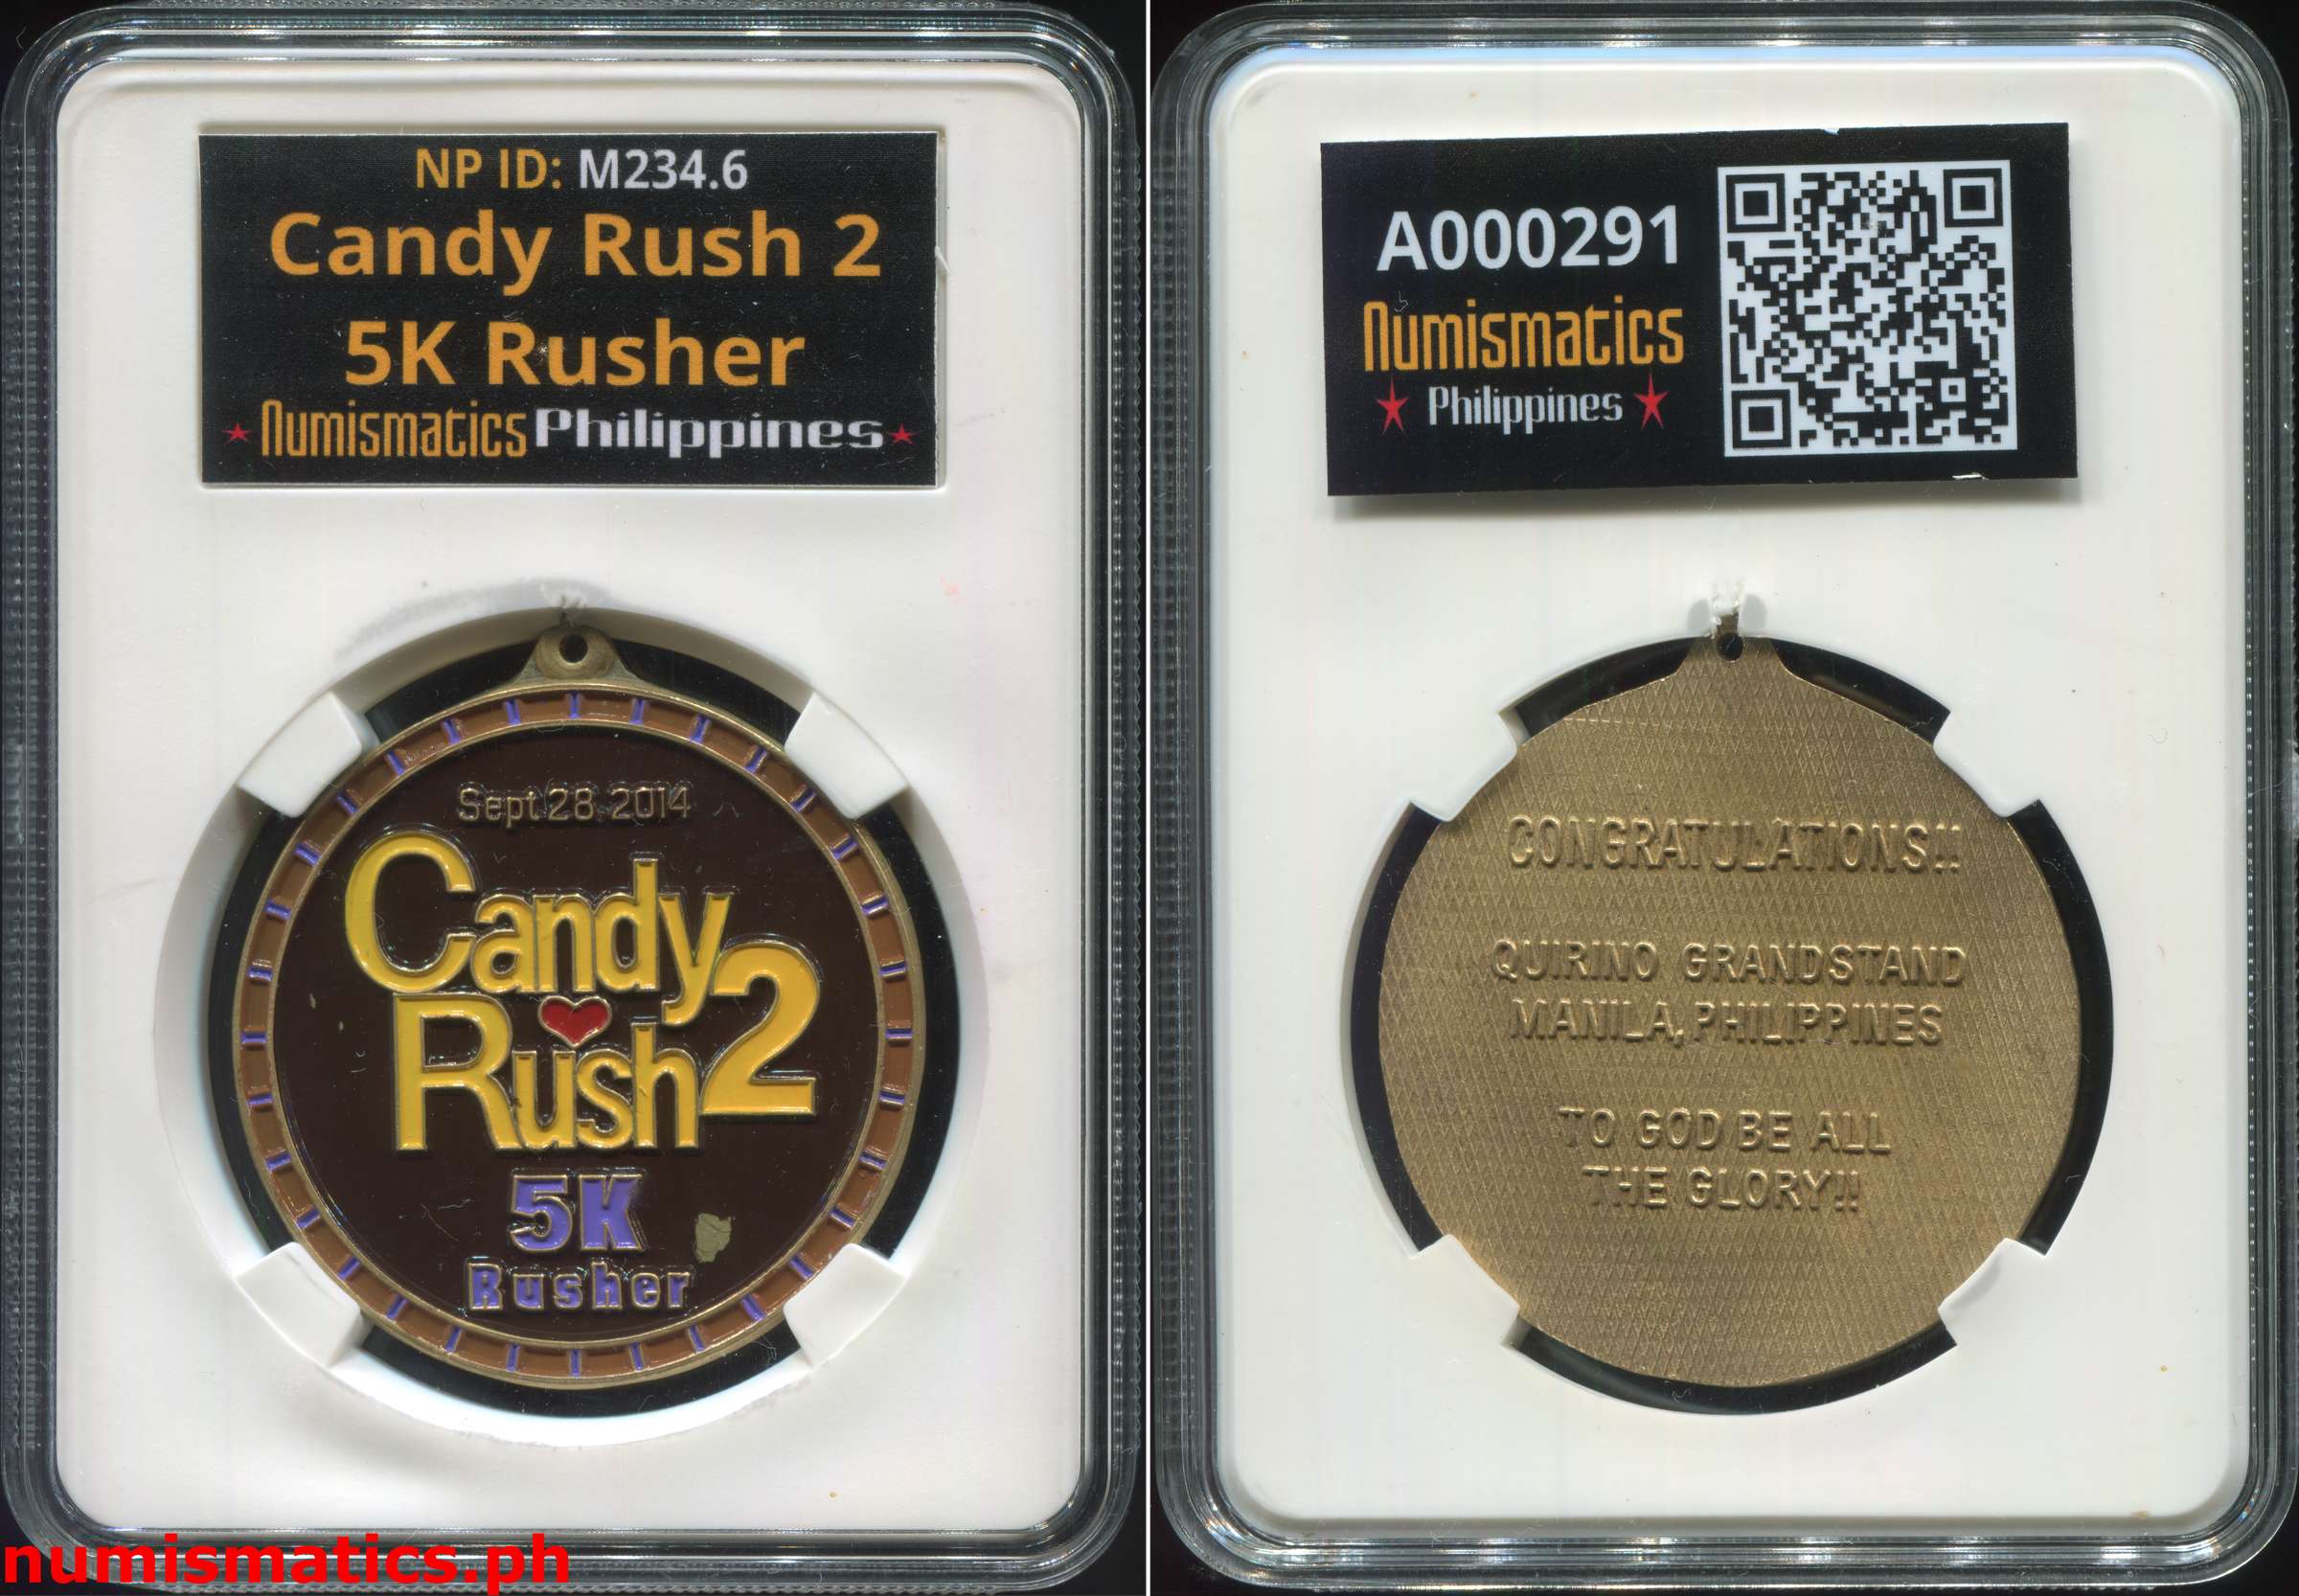 NP ID: M234.6
Candy Rush 2
5K Rusher
Numismatics Philippines
Sept 28, 2014
Candy
Rush 2
5K
Rusher
A000291
Numismatics
Philippines
CONGRATULATIONS!!
QUIRINO GRANDSTAND
MANILA, PHILIPPINES
TO GOD BE ALL
THE GLORY!!
numismatics.ph